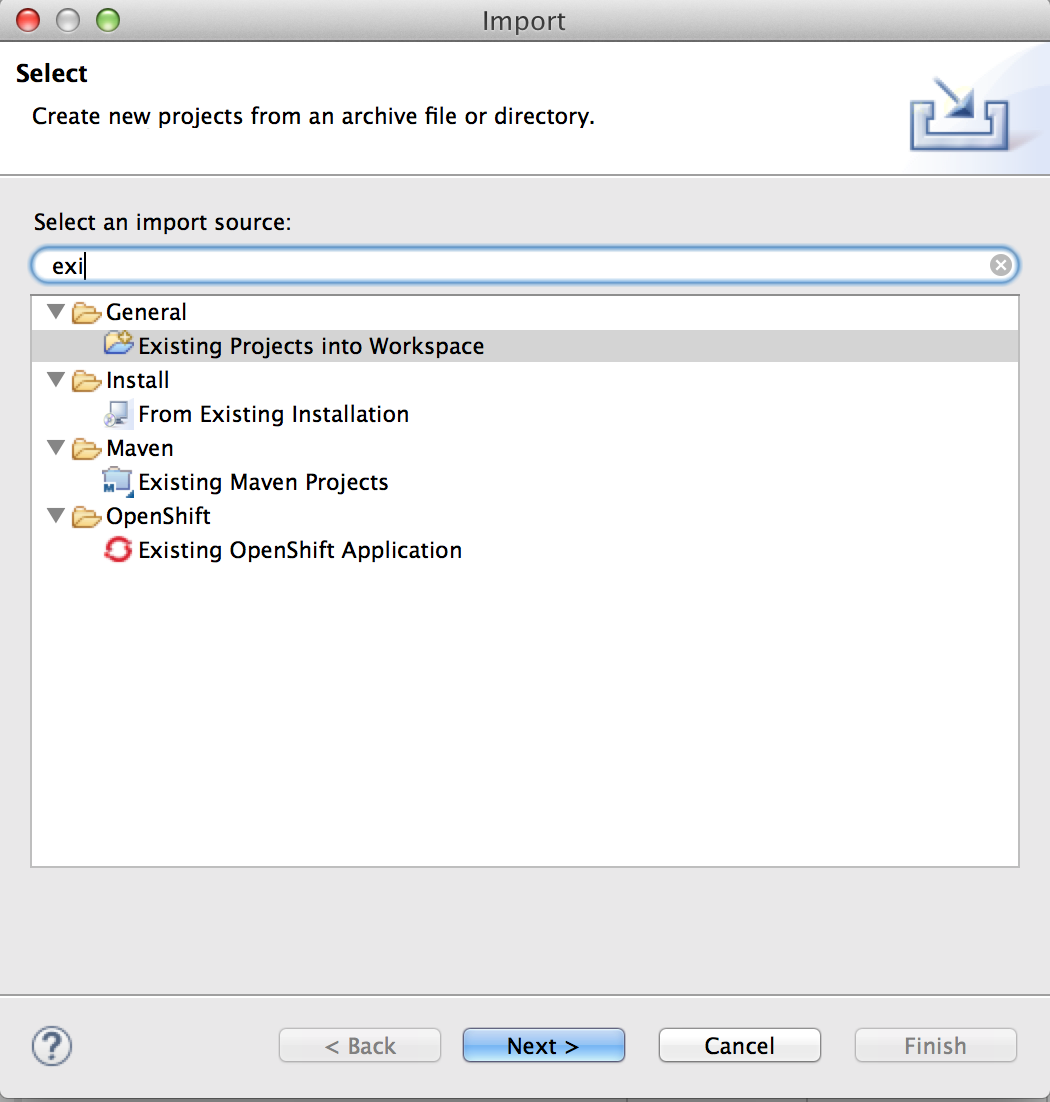 Import
Select
Create new projects from an archive file or directory.
Select an import source:
exi
General
Existing Projects into Workspace
Install
From Existing Installation
Maven
M Existing Maven Projects
OpenShift
Existing OpenShift Application
? < Back Next > Cancel Finish